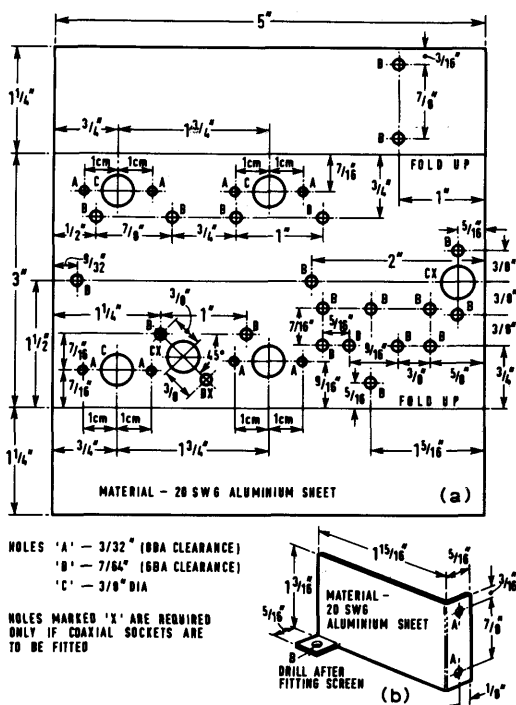 5"
3/16"
B
7/8"
1 1/4"
3/4"
1 3/4"
B
FOLD UP
1cm 1cm
1cm 1cm
7/16"
3/4"
1"
A C A
A C A
B B B B
5/16"
1/2" 7/8" 3/4" 1"
9/32"
2"
B
3/8"
CX
3/8"
B B
3"
1 1/2"
1 1/4"
3/8"
1"
B B B B
3/8"
5/16"
7/16"
B B
CX
45°
B B B B
7/16"
A C A
A C A
3/8"
BX
9/16"
9/16"
3/8"
5/8"
3/4"
7/16"
5/16
B
FOLD UP
1cm 1cm
1cm 1cm
3/4"
1 3/4"
1 5/16"
1 1/4"
MATERIAL – 20 SWG ALUMINIUM SHEET
(a)
HOLES 'A' – 3/32" (8BA CLEARANCE)
'B' – 7/64" (6BA CLEARANCE)
'C' – 3/8" DIA
HOLES MARKED 'X' ARE REQUIRED
ONLY IF COAXIAL SOCKETS ARE
TO BE FITTED
1 15/16"
5/16"
1 3/16"
3/16"
MATERIAL –
20 SWG
ALUMINIUM SHEET
7/8"
A
5/16"
A
B
DRILL AFTER
FITTING SCREEN
(b)
1/8"